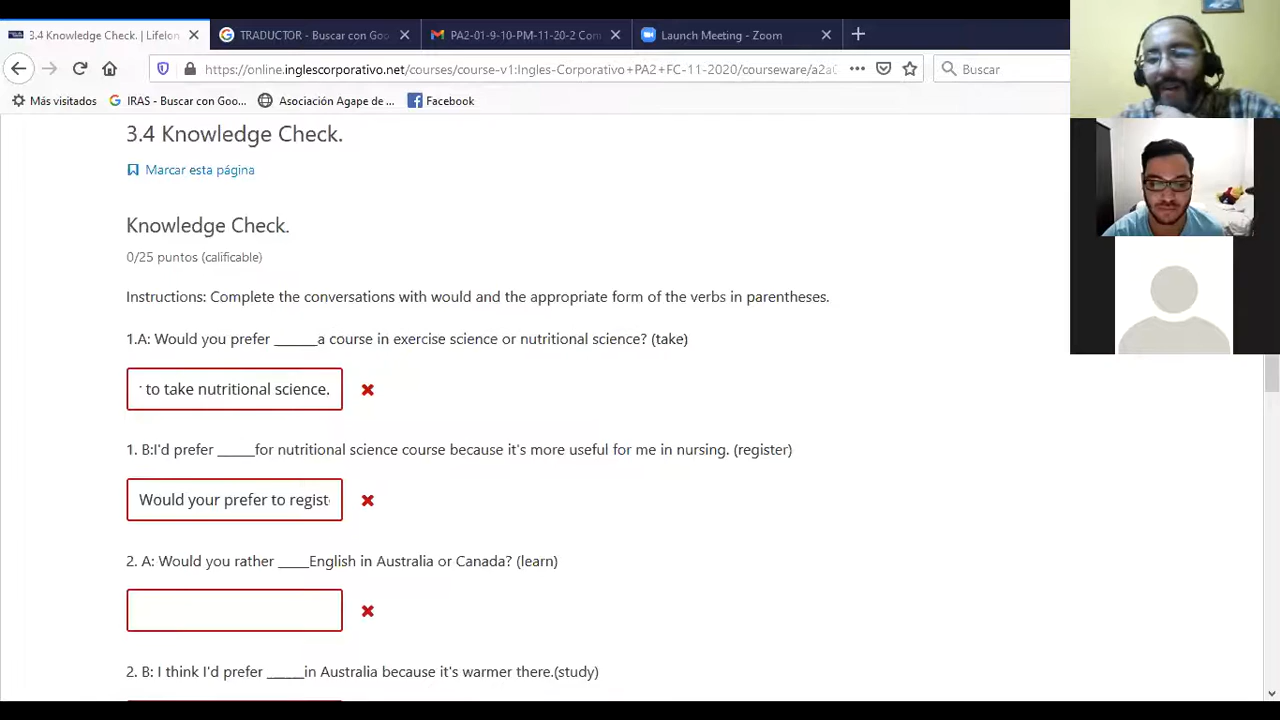 3.4 Knowledge Check. | Lifelon
TRADUCTOR - Buscar con Goo
PA2-01-9-10-PM-11-20-2 Com
Launch Meeting - Zoom
https://online.inglescorporativo.net/courses/course-v1:Ingles-Corporativo+PA2+FC-11-2020/courseware/a2a
Buscar
Más visitados
IRAS - Buscar con Goo...
Asociación Agape de ...
Facebook
3.4 Knowledge Check.
Marcar esta página
Knowledge Check.
0/25 puntos (calificable)
Instructions: Complete the conversations with would and the appropriate form of the verbs in parentheses.
1.A: Would you prefer ______a course in exercise science or nutritional science? (take)
to take nutritional science.
1. B:I'd prefer _____for nutritional science course because it's more useful for me in nursing. (register)
Would your prefer to regist
2. A: Would you rather ____English in Australia or Canada? (learn)
2. B: I think I'd prefer _____in Australia because it's warmer there.(study)